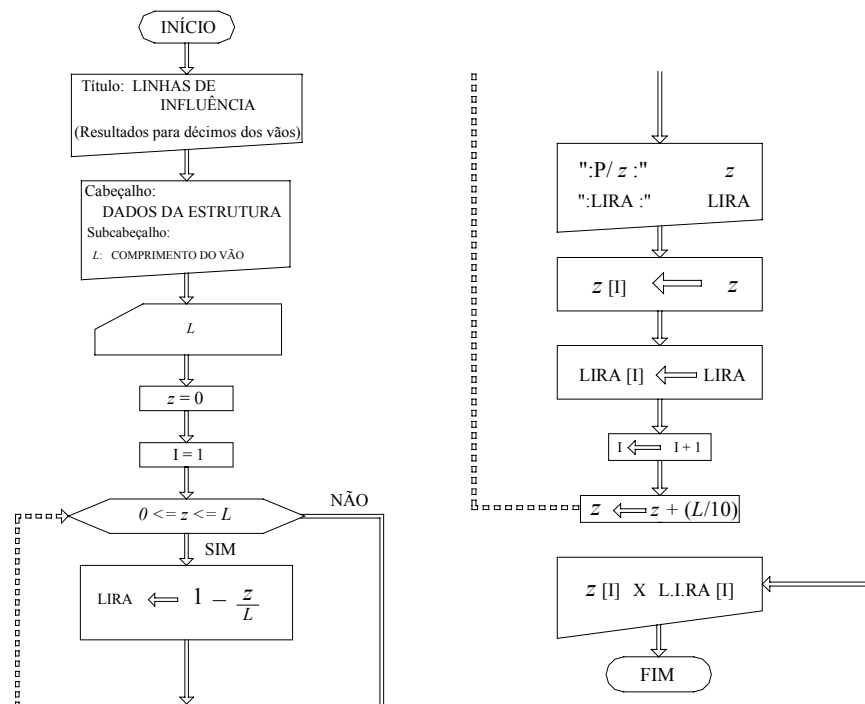 INÍCIO
Título: LINHAS DE
INFLUÊNCIA
(Resultados para décimos dos vãos)
Cabeçalho:
DADOS DA ESTRUTURA
Subcabeçalho:
L: COMPRIMENTO DO VÃO
L
z = 0
I = 1
0 <= z <= L
NÃO
SIM
LIRA ⇐ 1 – z/L
":P/ z :" z
":LIRA :" LIRA
z [I] ⇐ z
LIRA [I] ⇐ LIRA
I ⇐ I + 1
z ⇐ z + (L/10)
z [I] X L.I.RA [I]
FIM